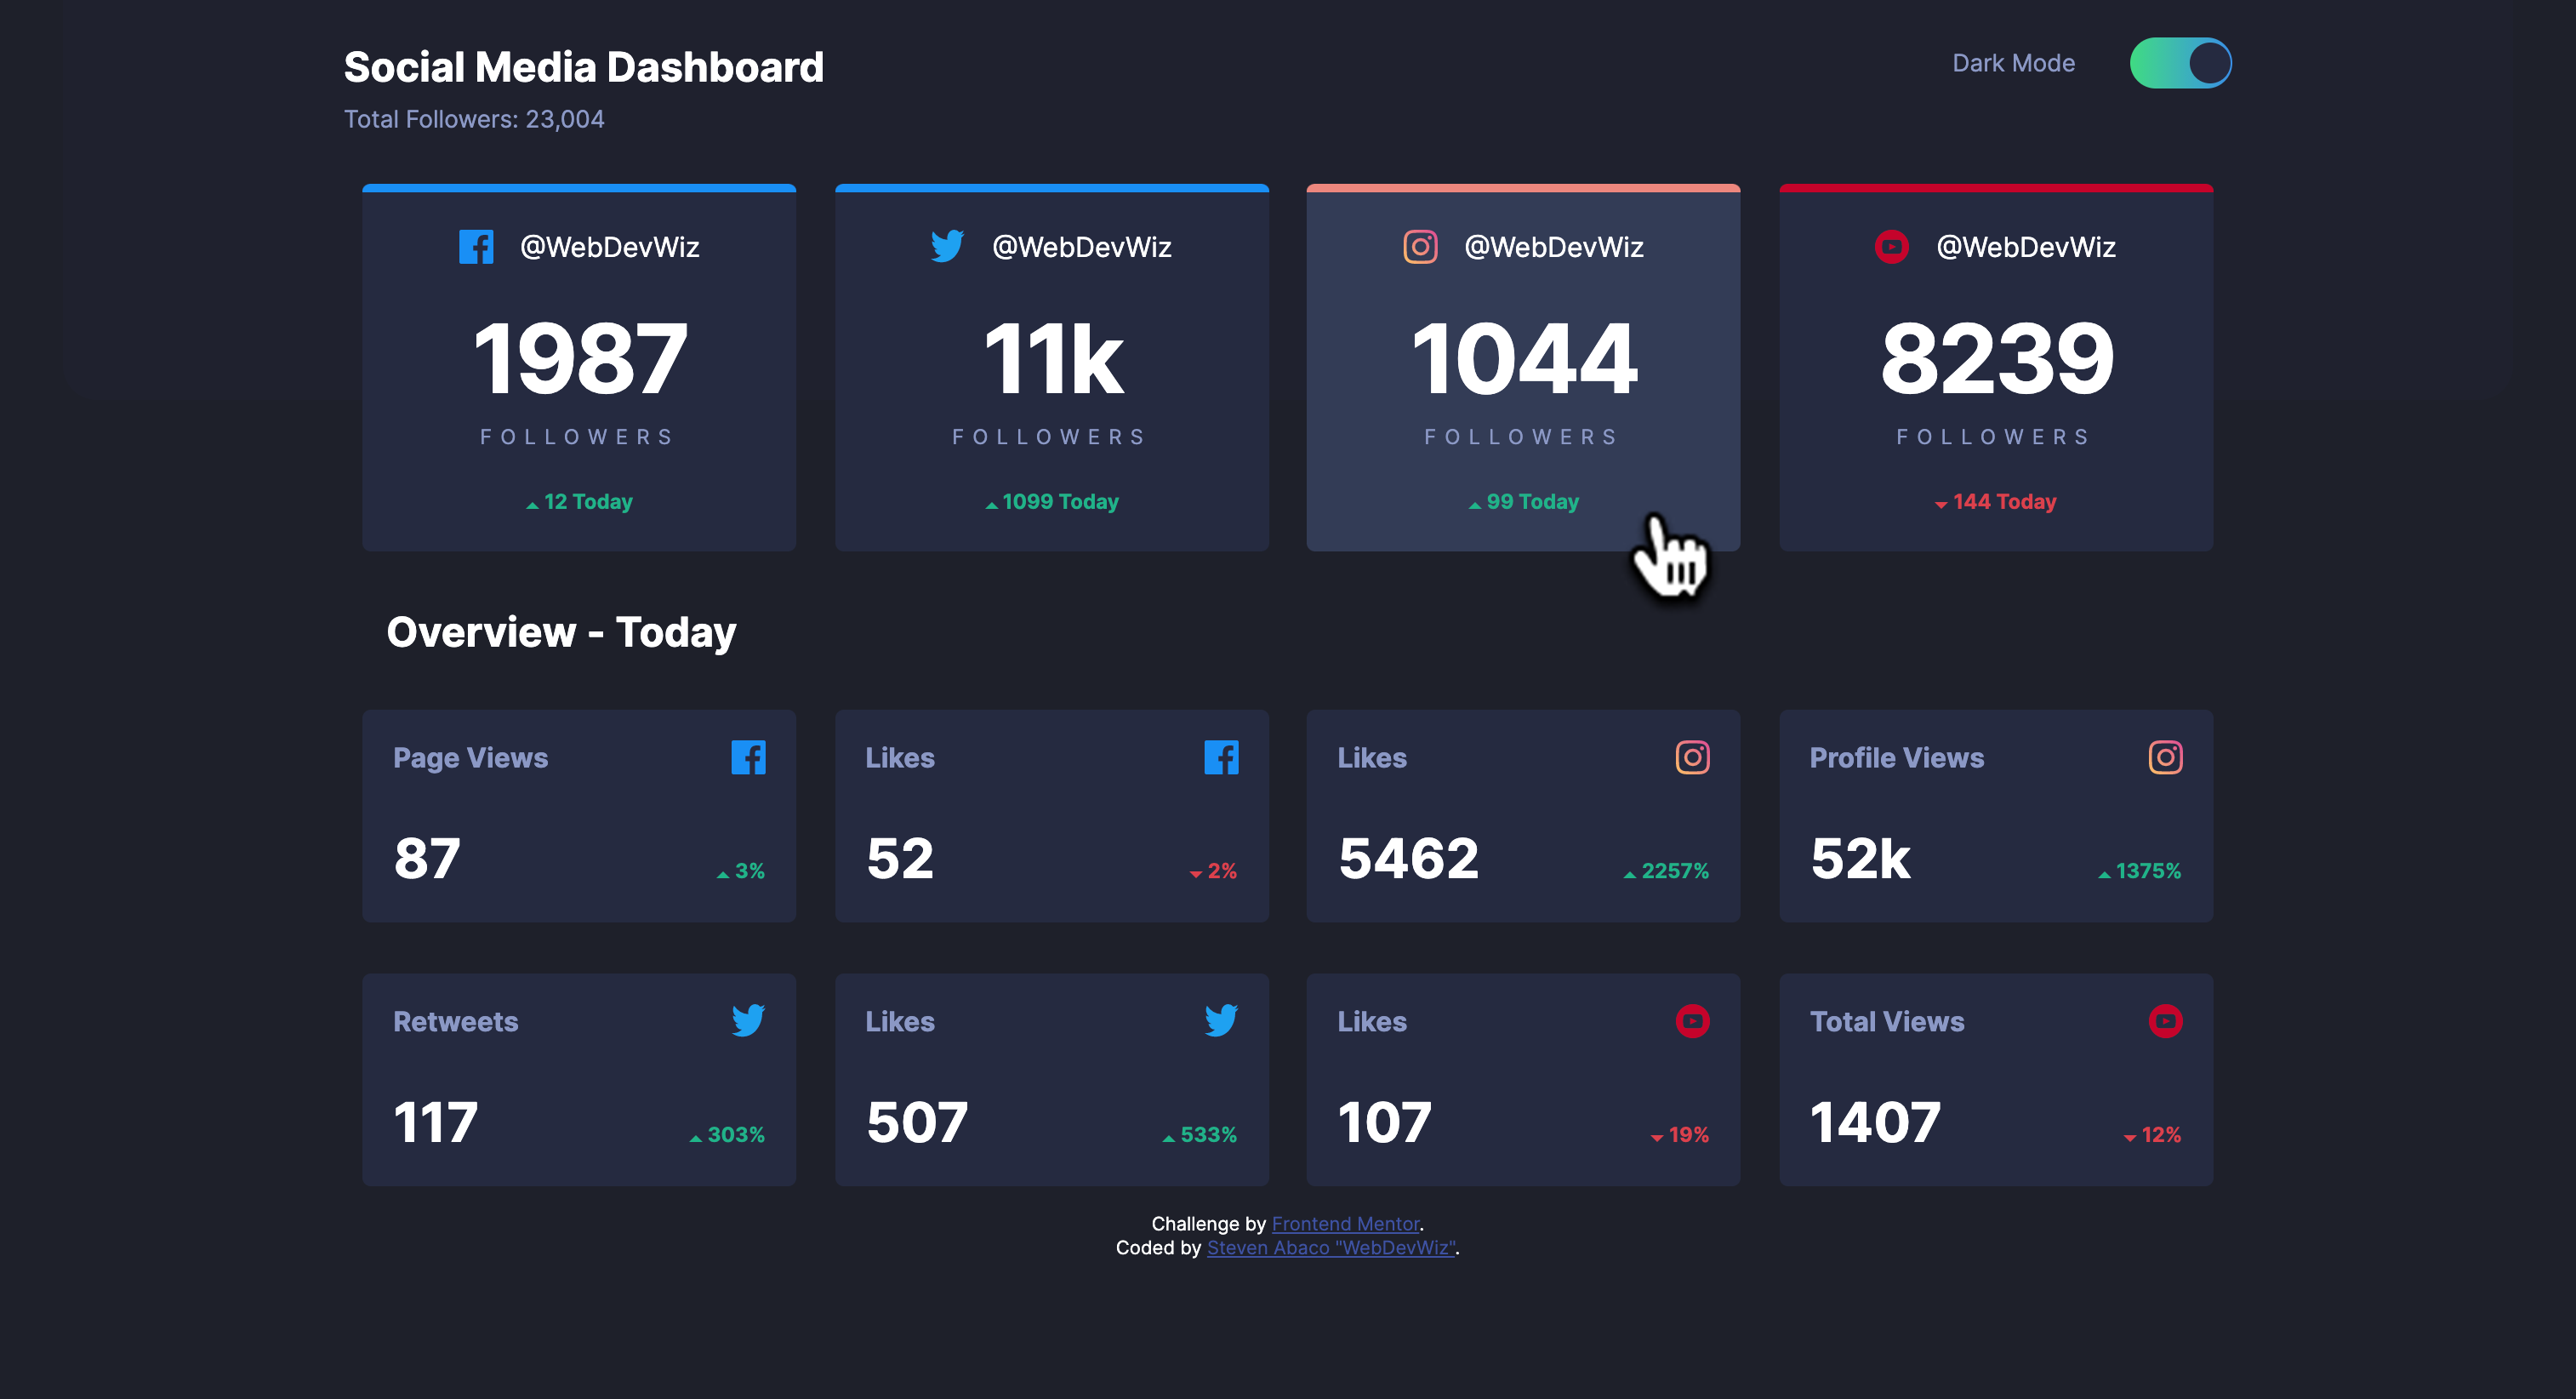 Social Media Dashboard
Dark Mode
Total Followers: 23,004
@WebDevWiz
1987
FOLLOWERS
12 Today
@WebDevWiz
11k
FOLLOWERS
1099 Today
@WebDevWiz
1044
FOLLOWERS
99 Today
@WebDevWiz
8239
FOLLOWERS
144 Today
Overview - Today
Page Views
87
3%
Likes
52
2%
Likes
5462
2257%
Profile Views
52k
1375%
Retweets
117
303%
Likes
507
533%
Likes
107
19%
Total Views
1407
12%
Challenge by Frontend Mentor.
Coded by Steven Abaco "WebDevWiz".